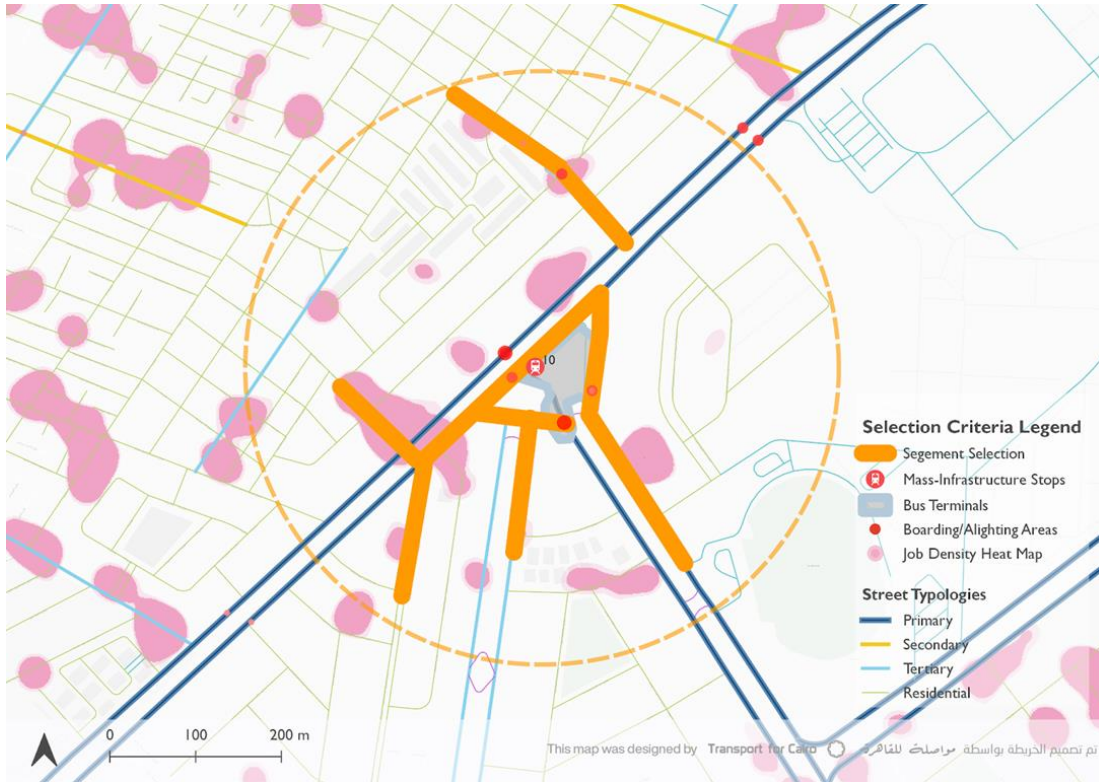 10
Selection Criteria Legend
Segement Selection
Mass-Infrastructure Stops
Bus Terminals
Boarding/Alighting Areas
Job Density Heat Map
Street Typologies
Primary
Secondary
Tertiary
Residential
0 100 200 m
This map was designed by Transport for Cairo مواصلة للقاهرة تم تصميم الخريطة بواسطة